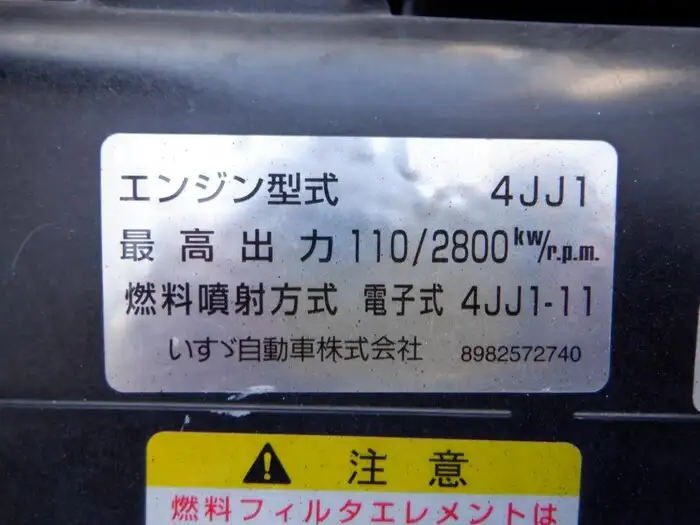 エンジン型式 4JJ1
最高出力 110/2800 kW/r.p.m.
燃料噴射方式 電子式 4JJ1-11
いすゞ自動車株式会社 8982572740
注意
燃料フィルタエレメントは